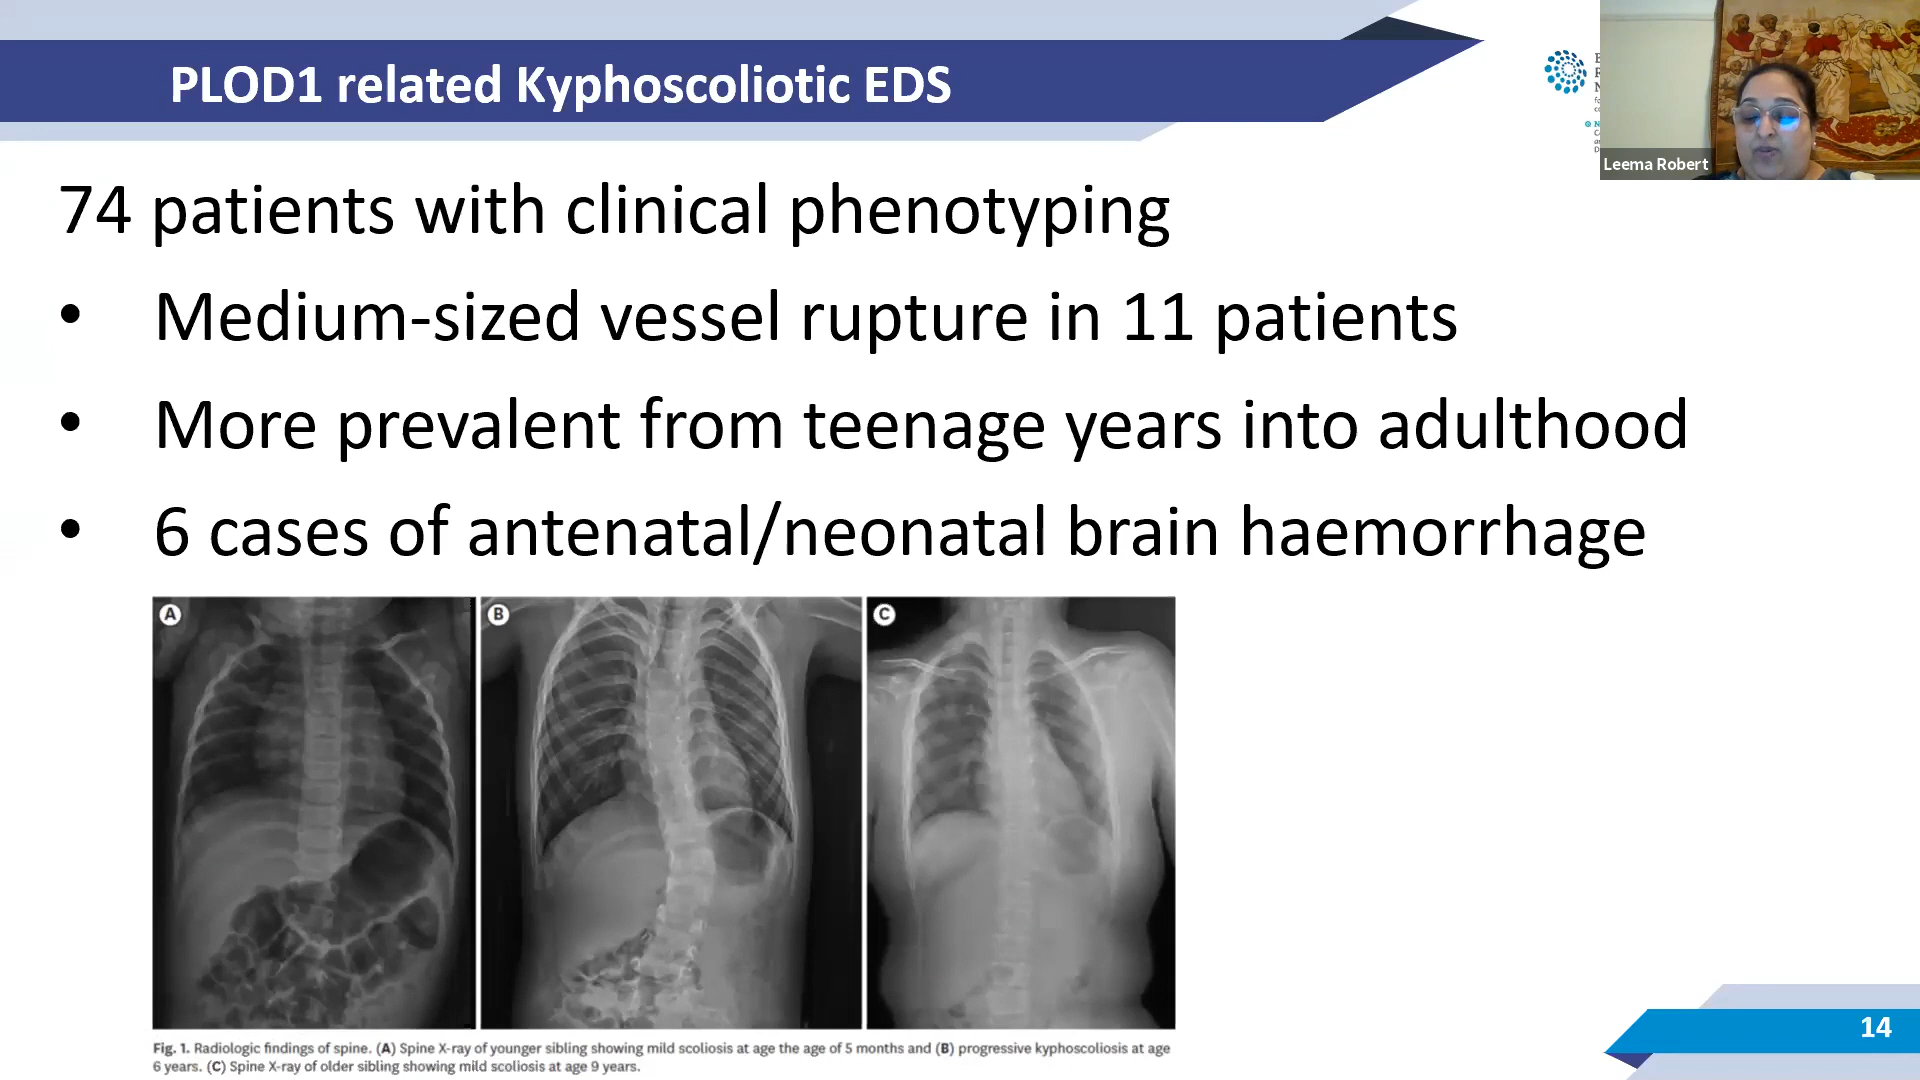 PLOD1 related Kyphoscoliotic EDS
Leema Robert
74 patients with clinical phenotyping
• Medium-sized vessel rupture in 11 patients
• More prevalent from teenage years into adulthood
• 6 cases of antenatal/neonatal brain haemorrhage
A B C
Fig. 1. Radiologic findings of spine. (A) Spine X-ray of younger sibling showing mild scoliosis at age the age of 5 months and (B) progressive kyphoscoliosis at age
6 years. (C) Spine X-ray of older sibling showing mild scoliosis at age 9 years.
14